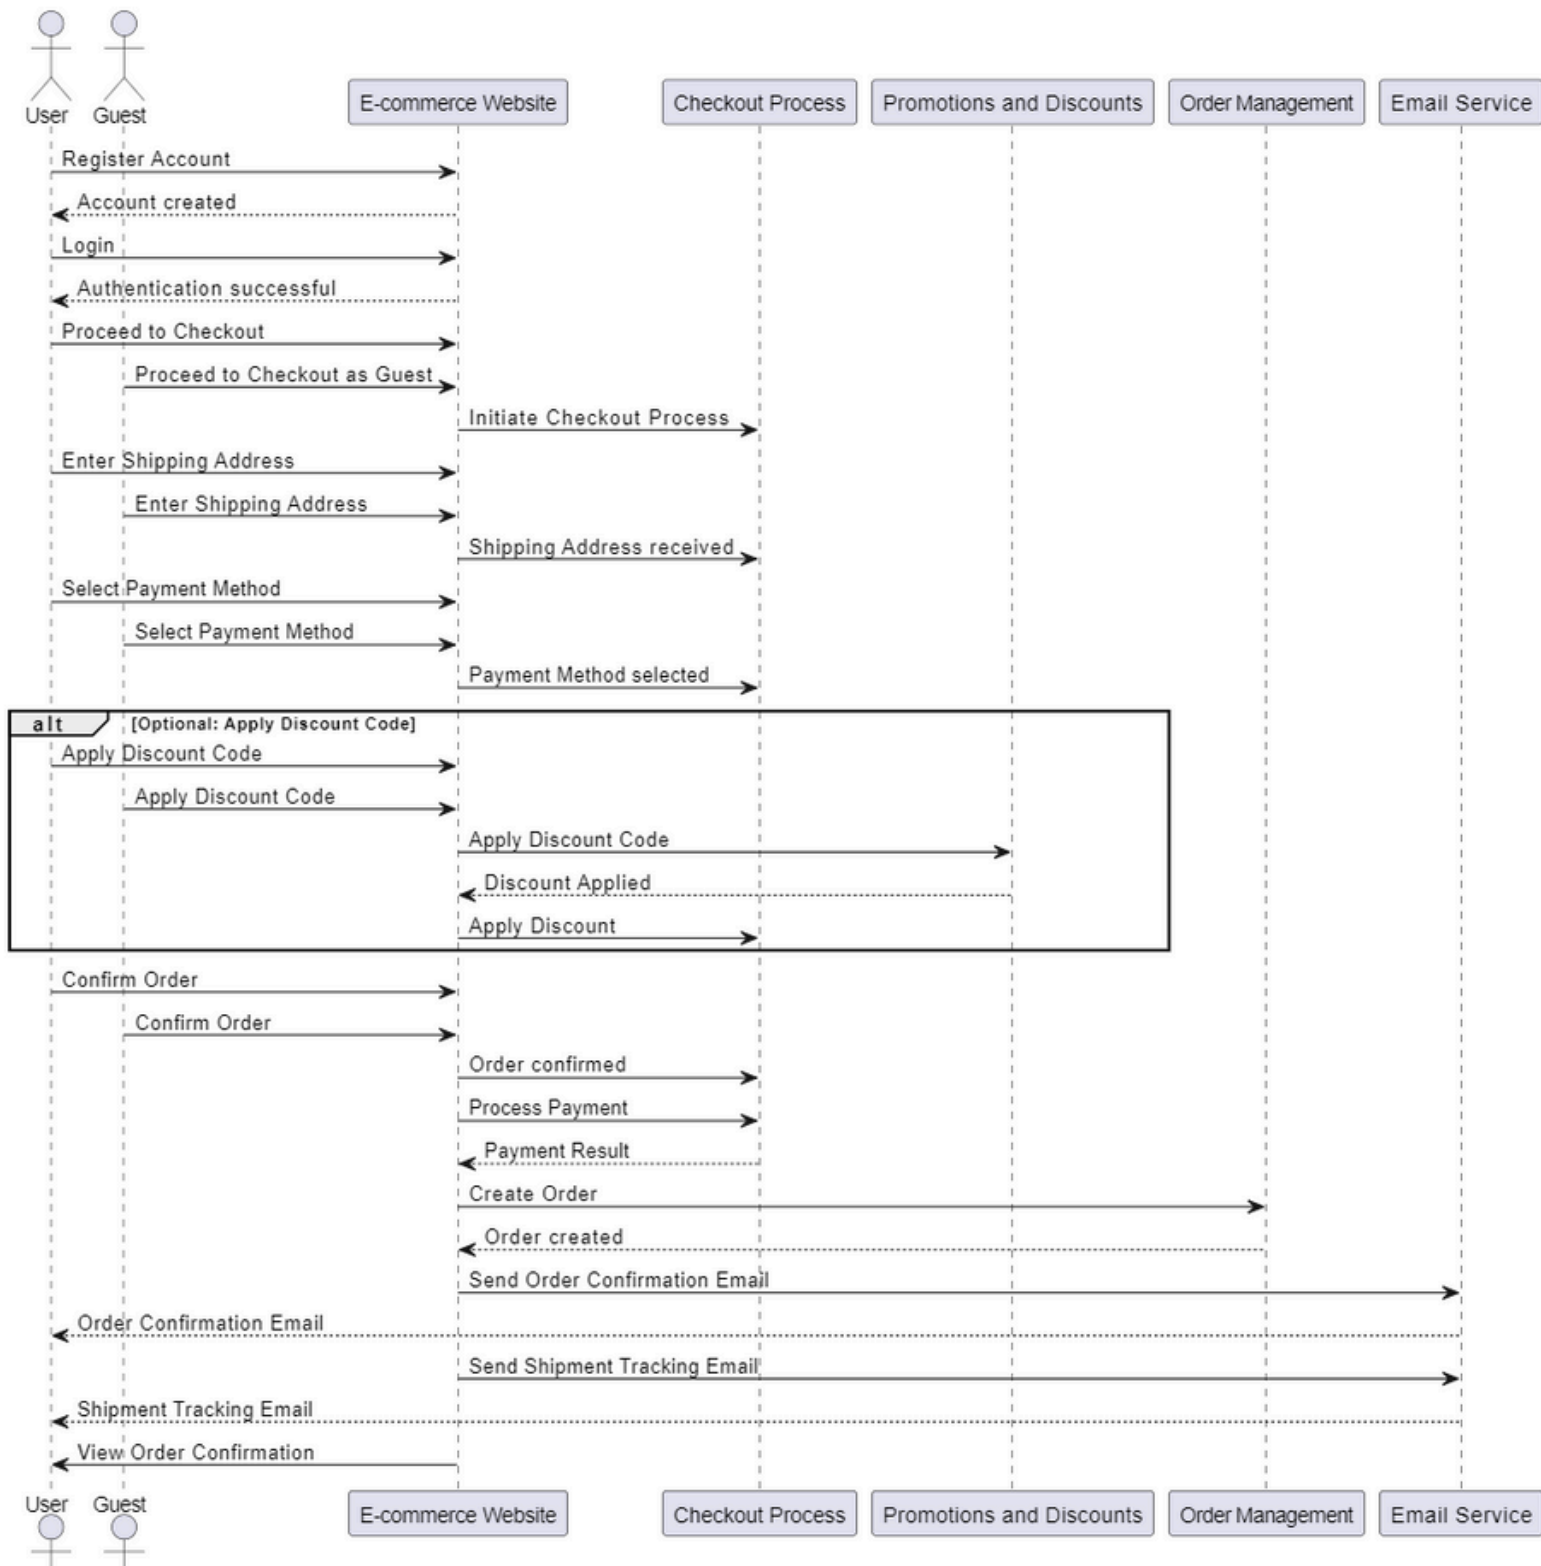 User
Guest
E-commerce Website
Checkout Process
Promotions and Discounts
Order Management
Email Service
Register Account
Account created
Login
Authentication successful
Proceed to Checkout
Proceed to Checkout as Guest
Initiate Checkout Process
Enter Shipping Address
Enter Shipping Address
Shipping Address received
Select Payment Method
Select Payment Method
Payment Method selected
alt [Optional: Apply Discount Code]
Apply Discount Code
Apply Discount Code
Apply Discount Code
Discount Applied
Apply Discount
Confirm Order
Confirm Order
Order confirmed
Process Payment
Payment Result
Create Order
Order created
Send Order Confirmation Email
Order Confirmation Email
Send Shipment Tracking Email
Shipment Tracking Email
View Order Confirmation
User
Guest
E-commerce Website
Checkout Process
Promotions and Discounts
Order Management
Email Service